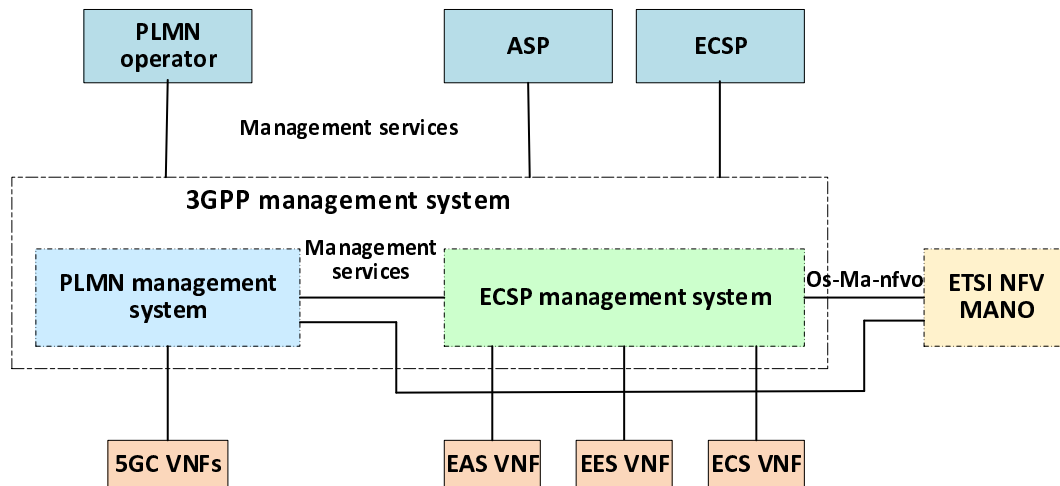 PLMN
operator
ASP
ECSP
Management services
3GPP management system
Management
services
PLMN management
system
ECSP management system
Os-Ma-nfvo
ETSI NFV
MANO
5GC VNFs
EAS VNF
EES VNF
ECS VNF